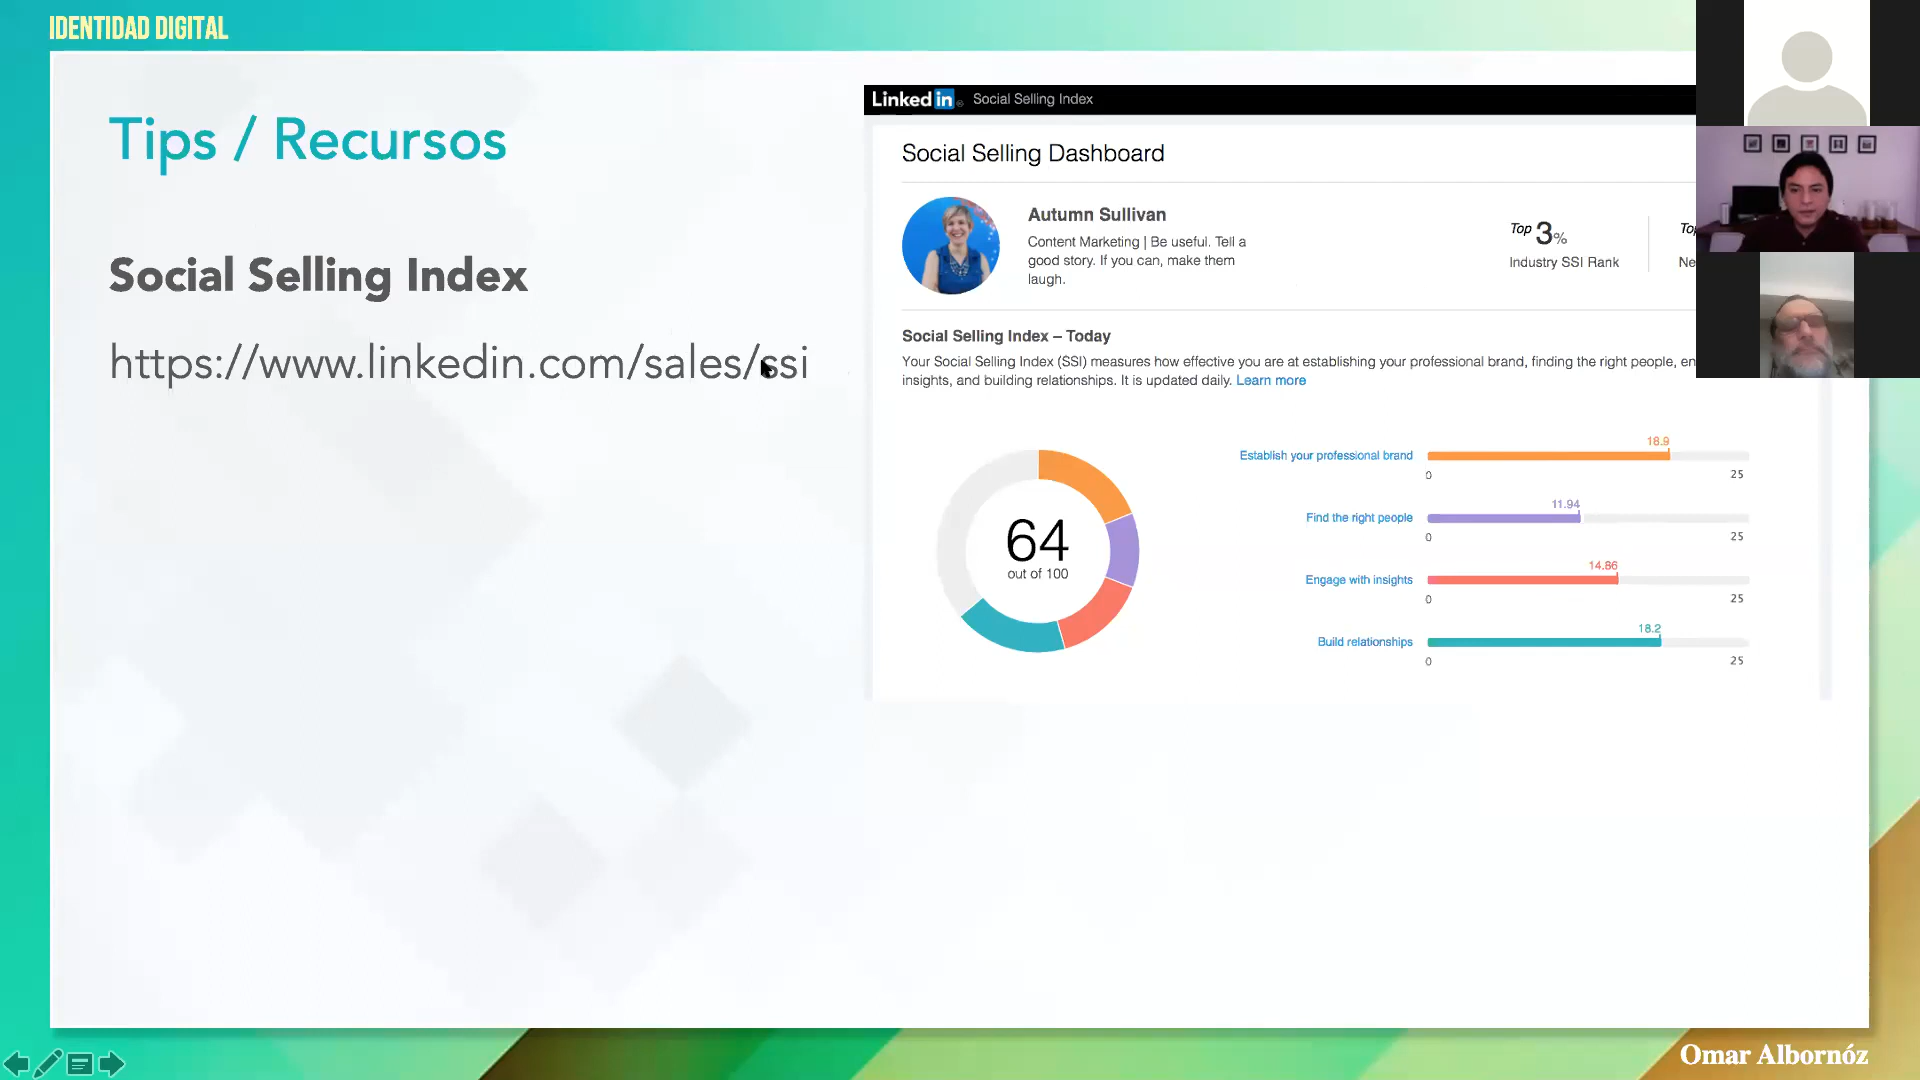 IDENTIDAD DIGITAL
Tips / Recursos
Social Selling Index
https://www.linkedin.com/sales/ssi
Linked in Social Selling Index
Social Selling Dashboard
Autumn Sullivan
Content Marketing | Be useful. Tell a
good story. If you can, make them
laugh.
Top 3%
Industry SSI Rank
Social Selling Index – Today
Your Social Selling Index (SSI) measures how effective you are at establishing your professional brand, finding the right people,
insights, and building relationships. It is updated daily. Learn more
64
out of 100
Establish your professional brand
18.9
0
25
Find the right people
11.94
0
25
Engage with insights
14.86
0
25
Build relationships
18.2
0
25
Omar Albornóz